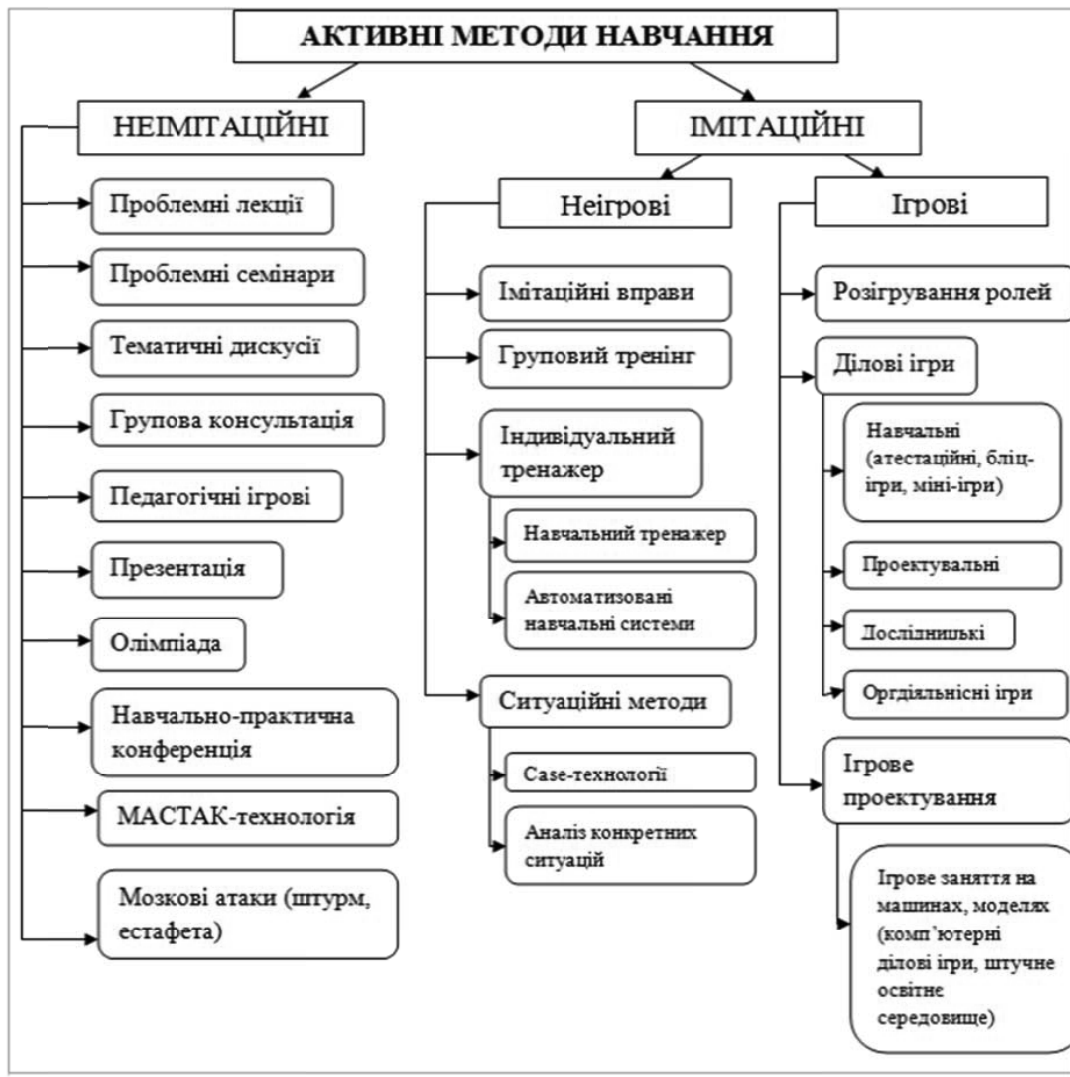 АКТИВНІ МЕТОДИ НАВЧАННЯ
НЕІМІТАЦІЙНІ
Проблемні лекції
Проблемні семінари
Тематичні дискусії
Групова консультація
Педагогічні ігрові
Презентація
Олімпіада
Навчально-практична
конференція
МАСТАК-технологія
Мозкові атаки (штурм,
естафета)
ІМІТАЦІЙНІ
Неігрові
Імітаційні вправи
Груповий тренінг
Індивідуальний
тренажер
Навчальний тренажер
Автоматизовані
навчальні системи
Ситуаційні методи
Case-технології
Аналіз конкретних
ситуацій
Ігрові
Розігрування ролей
Ділові ігри
Навчальні
(атестаційні, бліц-
ігри, міні-ігри)
Проектувальні
Дослідницькі
Оргдіяльнісні ігри
Ігрове
проектування
Ігрове заняття на
машинах, моделях
(комп’ютерні
ділові ігри, штучне
освітнє
середовище)